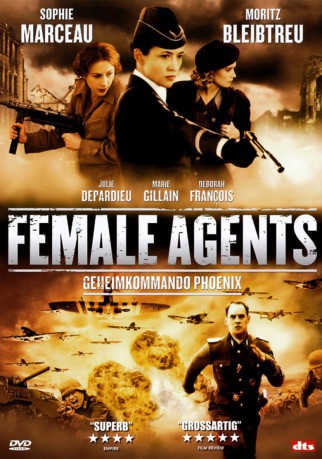 SOPHIE
MARCEAU
MORITZ
BLEIBTREU
JULIE
DEPARDIEU
MARIE
GILLAIN
DEBORAH
FRANÇOIS
FEMALE AGENTS
GEHEIMKOMMANDO PHOENIX
"SUPERB"
★★★★
EMPIRE
"GROSSARTIG"
★★★★★
FILM REVIEW
DVD
VIDEO
dts